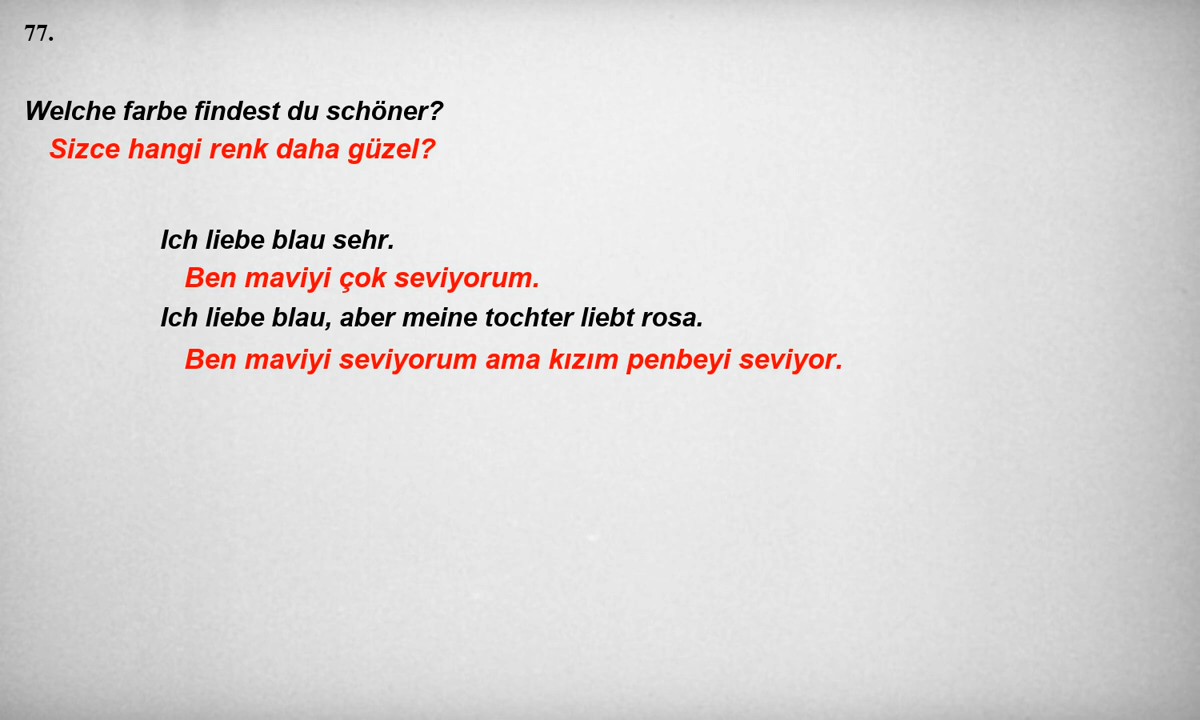 77.
Welche farbe findest du schöner?
Sizce hangi renk daha güzel?
Ich liebe blau sehr.
Ben maviyi çok seviyorum.
Ich liebe blau, aber meine tochter liebt rosa.
Ben maviyi seviyorum ama kızım penbeyi seviyor.